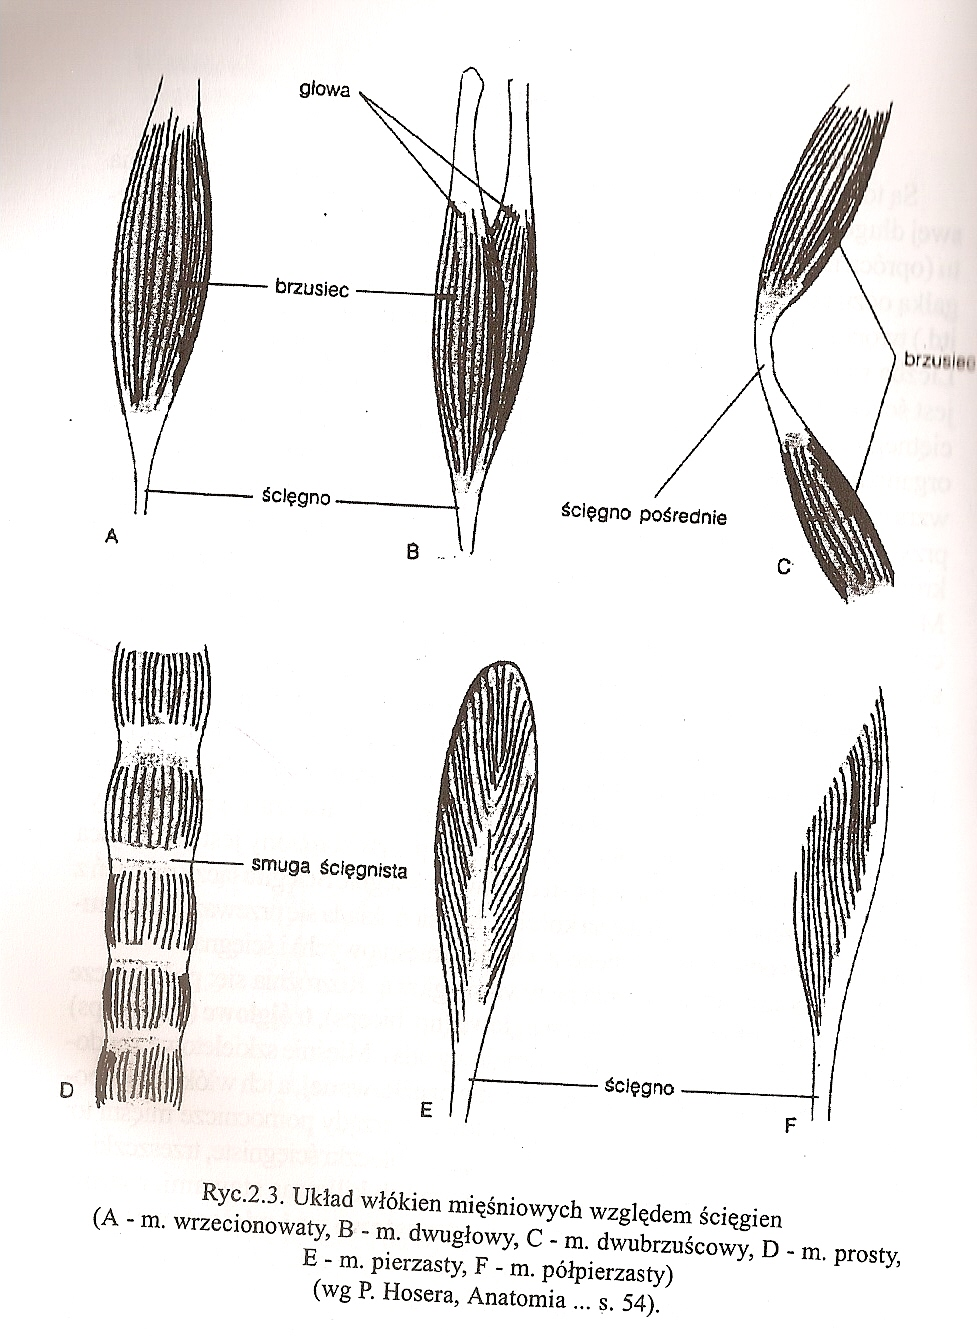 głowa
brzusiec
brzusiec
ścięgno
ścięgno pośrednie
A
B
C
smuga ścięgnista
ścięgno
D
E
F
Ryc.2.3. Układ włókien mięśniowych względem ścięgien
(A - m. wrzecionowaty, B - m. dwugłowy, C - m. dwubrzuścowy, D - m. prosty,
E - m. pierzasty, F - m. półpierzasty)
(wg P. Hosera, Anatomia ... s. 54).